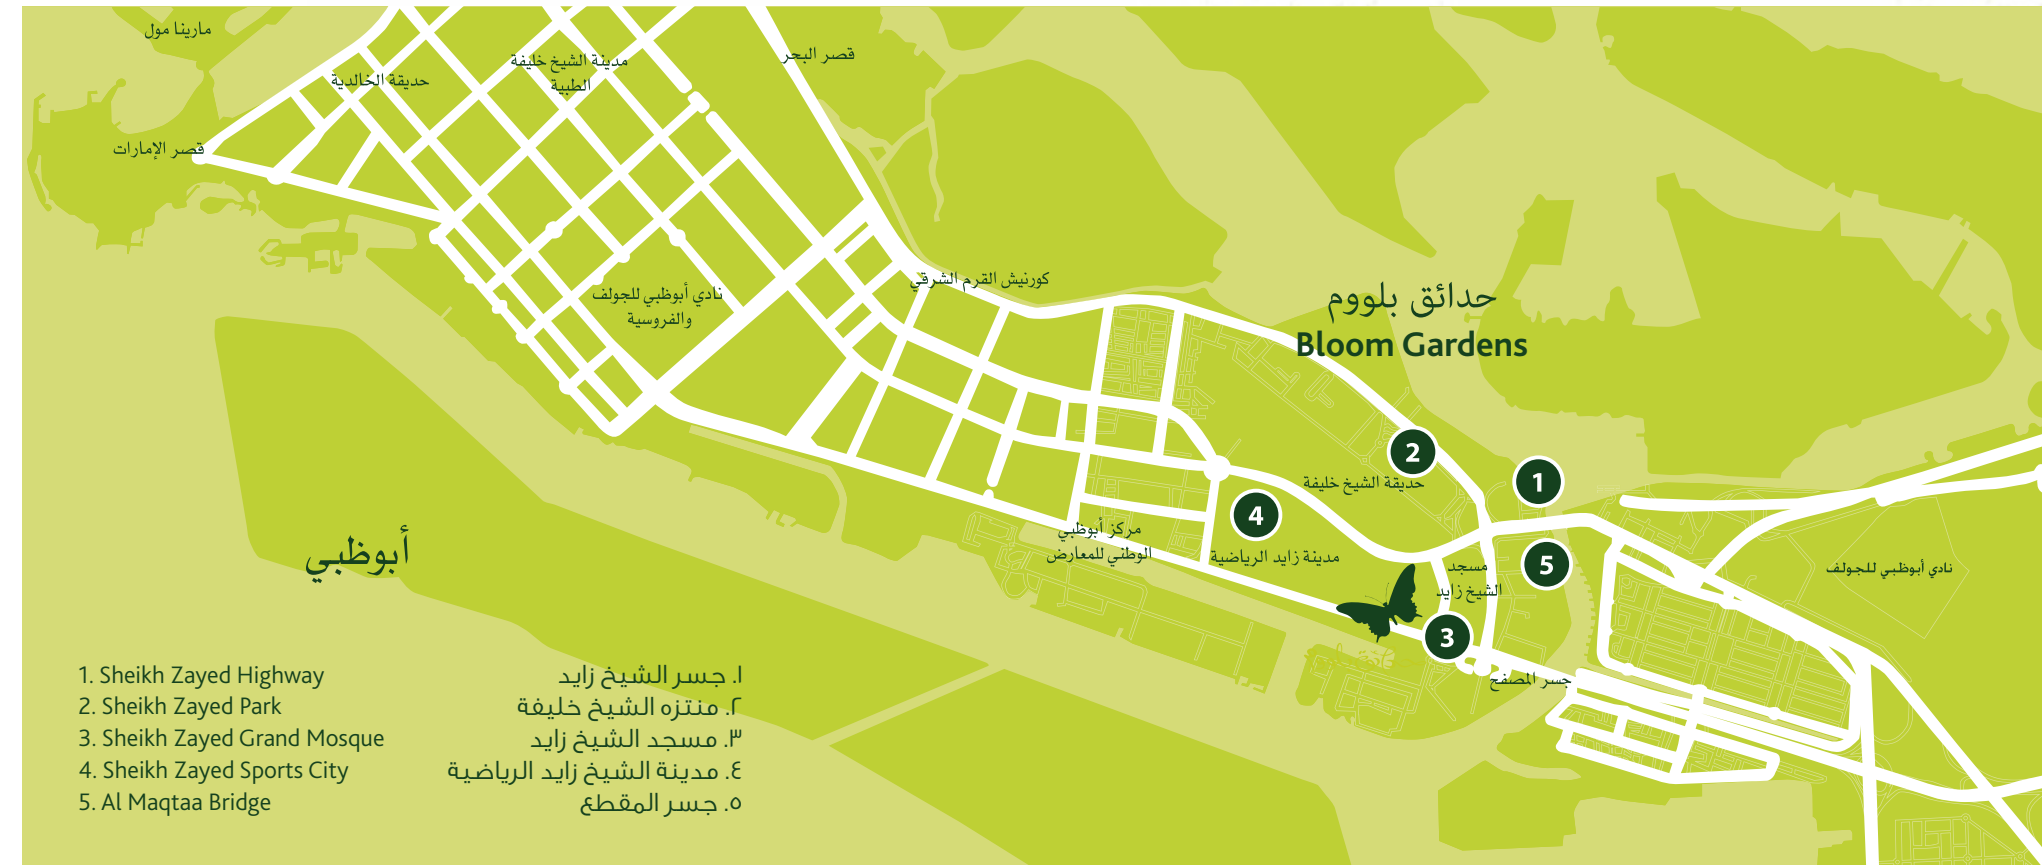 مارينا مول
قصر البحر
مدينة الشيخ خليفة
الطبية
حديقة الخالدية
قصر الإمارات
كورنيش القرم الشرقي
نادي أبوظبي للجولف
والفروسية
حدائق بلووم
Bloom Gardens
2
حديقة الشيخ خليفة
1
4
مركز أبوظبي
الوطني للمعارض
مدينة زايد الرياضية
5
مسجد
الشيخ زايد
نادي أبوظبي للجولف
3
جسر المصفح
أبوظبي
1. Sheikh Zayed Highway
2. Sheikh Zayed Park
3. Sheikh Zayed Grand Mosque
4. Sheikh Zayed Sports City
5. Al Maqtaa Bridge
١. جسر الشيخ زايد
٢. منتزه الشيخ خليفة
٣. مسجد الشيخ زايد
٤. مدينة الشيخ زايد الرياضية
٥. جسر المقطع